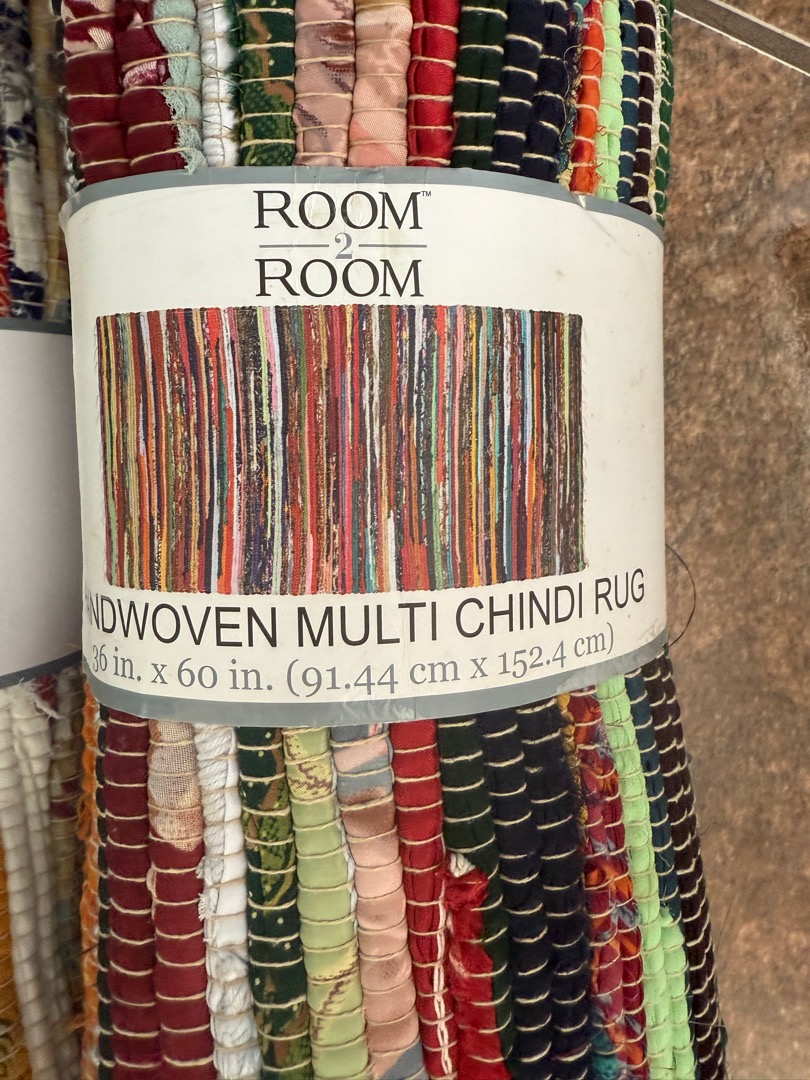 ROOM™
2
ROOM
NDWOVEN MULTI CHINDI RUG
36 in. x 60 in. (91.44 cm x 152.4 cm)